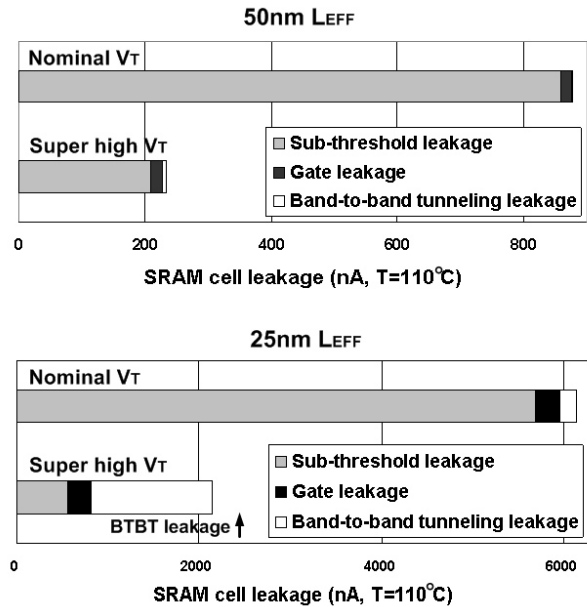 50nm LEFF
Nominal VT
Super high VT
Sub-threshold leakage
Gate leakage
Band-to-band tunneling leakage
0 200 400 600 800
SRAM cell leakage (nA, T=110°C)
25nm LEFF
Nominal VT
Super high VT
Sub-threshold leakage
Gate leakage
Band-to-band tunneling leakage
BTBT leakage
0 2000 4000 6000
SRAM cell leakage (nA, T=110°C)